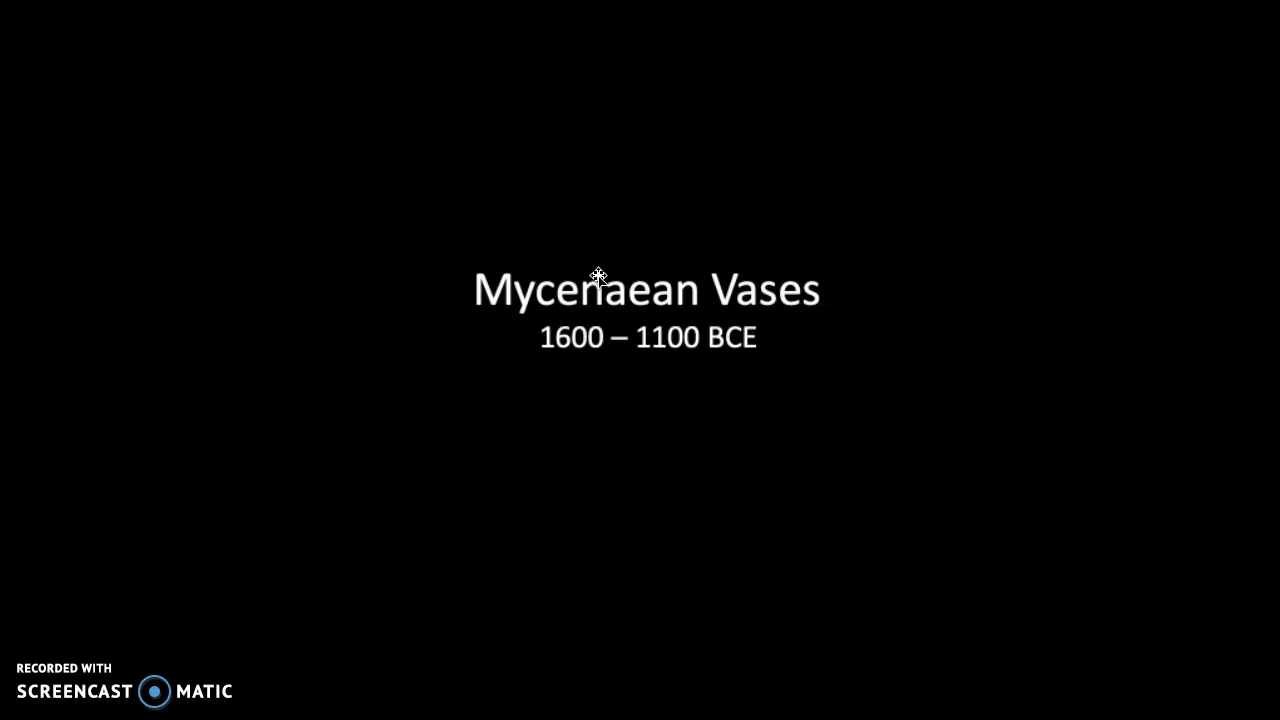 Mycenaean Vases
1600 – 1100 BCE
RECORDED WITH
SCREENCAST MATIC